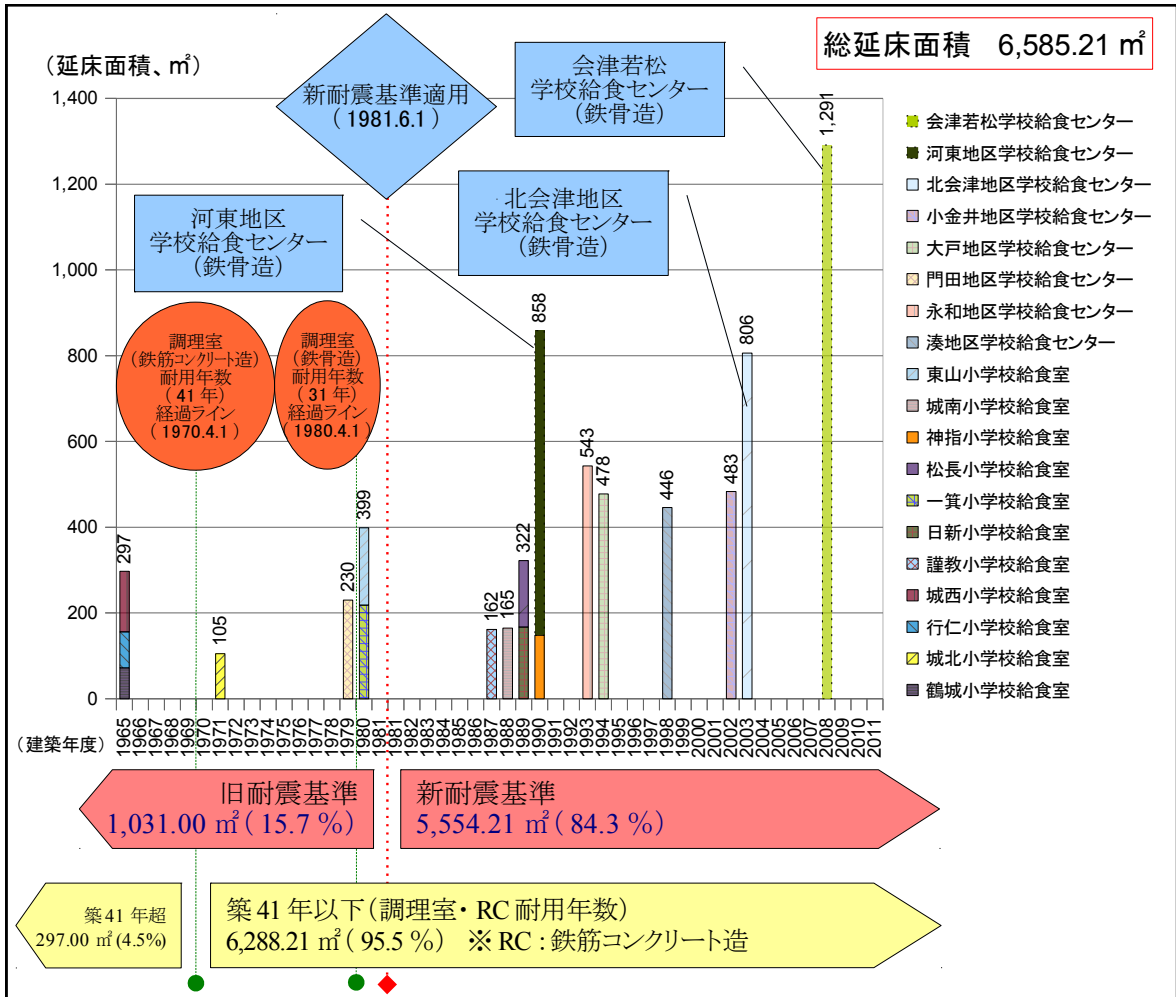 総延床面積 6,585.21 ㎡
（延床面積、㎡）
新耐震基準適用
( 1981.6.1 )
会津若松
学校給食センター
（鉄骨造）
河東地区
学校給食センター
（鉄骨造）
北会津地区
学校給食センター
（鉄骨造）
調理室
（鉄筋コンクリート造）
耐用年数
( 41 年)
経過ライン
( 1970.4.1 )
調理室
（鉄骨造）
耐用年数
( 31 年)
経過ライン
( 1980.4.1 )
1,400
1,200
1,000
800
600
400
200
0
297
105
230
399
162
165
322
858
543
478
446
483
806
1,291
（建築年度）
1965
1966
1967
1968
1969
1970
1971
1972
1973
1974
1975
1976
1977
1978
1979
1980
1981
1981
1982
1983
1984
1985
1986
1987
1988
1989
1990
1991
1992
1993
1994
1995
1996
1997
1998
1999
2000
2001
2002
2003
2004
2005
2006
2007
2008
2009
2010
2011
会津若松学校給食センター
河東地区学校給食センター
北会津地区学校給食センター
小金井地区学校給食センター
大戸地区学校給食センター
門田地区学校給食センター
永和地区学校給食センター
湊地区学校給食センター
東山小学校給食室
城南小学校給食室
神指小学校給食室
松長小学校給食室
一箕小学校給食室
日新小学校給食室
謹教小学校給食室
城西小学校給食室
行仁小学校給食室
城北小学校給食室
鶴城小学校給食室
旧耐震基準
1,031.00 ㎡( 15.7 %)
新耐震基準
5,554.21 ㎡( 84.3 %)
築41 年超
297.00 ㎡(4.5%)
築41 年以下（調理室・RC 耐用年数）
6,288.21 ㎡( 95.5 %) ※ RC：鉄筋コンクリート造